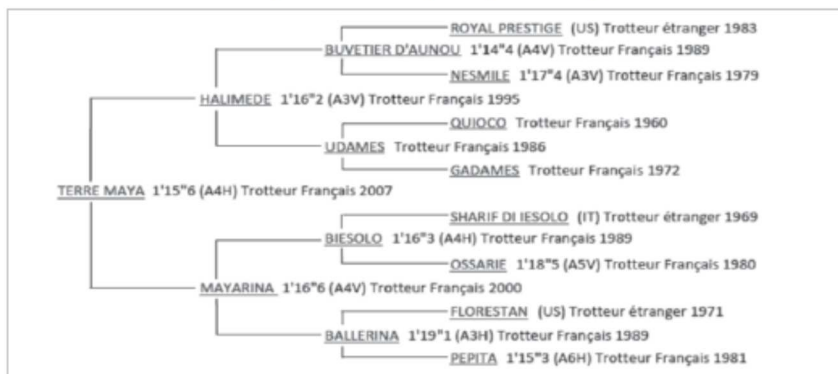 ROYAL PRESTIGE (US) Trotteur étranger 1983
BUVETIER D'AUNOU 1'14"4 (A4V) Trotteur Français 1989
NESMILE 1'17"4 (A3V) Trotteur Français 1979
HALIMEDE 1'16"2 (A3V) Trotteur Français 1995
QUIOCO Trotteur Français 1960
UDAMES Trotteur Français 1986
GADAMES Trotteur Français 1972
TERRE MAYA 1'15"6 (A4H) Trotteur Français 2007
SHARIF DI IESOLO (IT) Trotteur étranger 1969
BIESOLO 1'16"3 (A4H) Trotteur Français 1989
OSSARIE 1'18"5 (A5V) Trotteur Français 1980
MAYARINA 1'16"6 (A4V) Trotteur Français 2000
FLORESTAN (US) Trotteur étranger 1971
BALLERINA 1'19"1 (A3H) Trotteur Français 1989
PEPITA 1'15"3 (A6H) Trotteur Français 1981